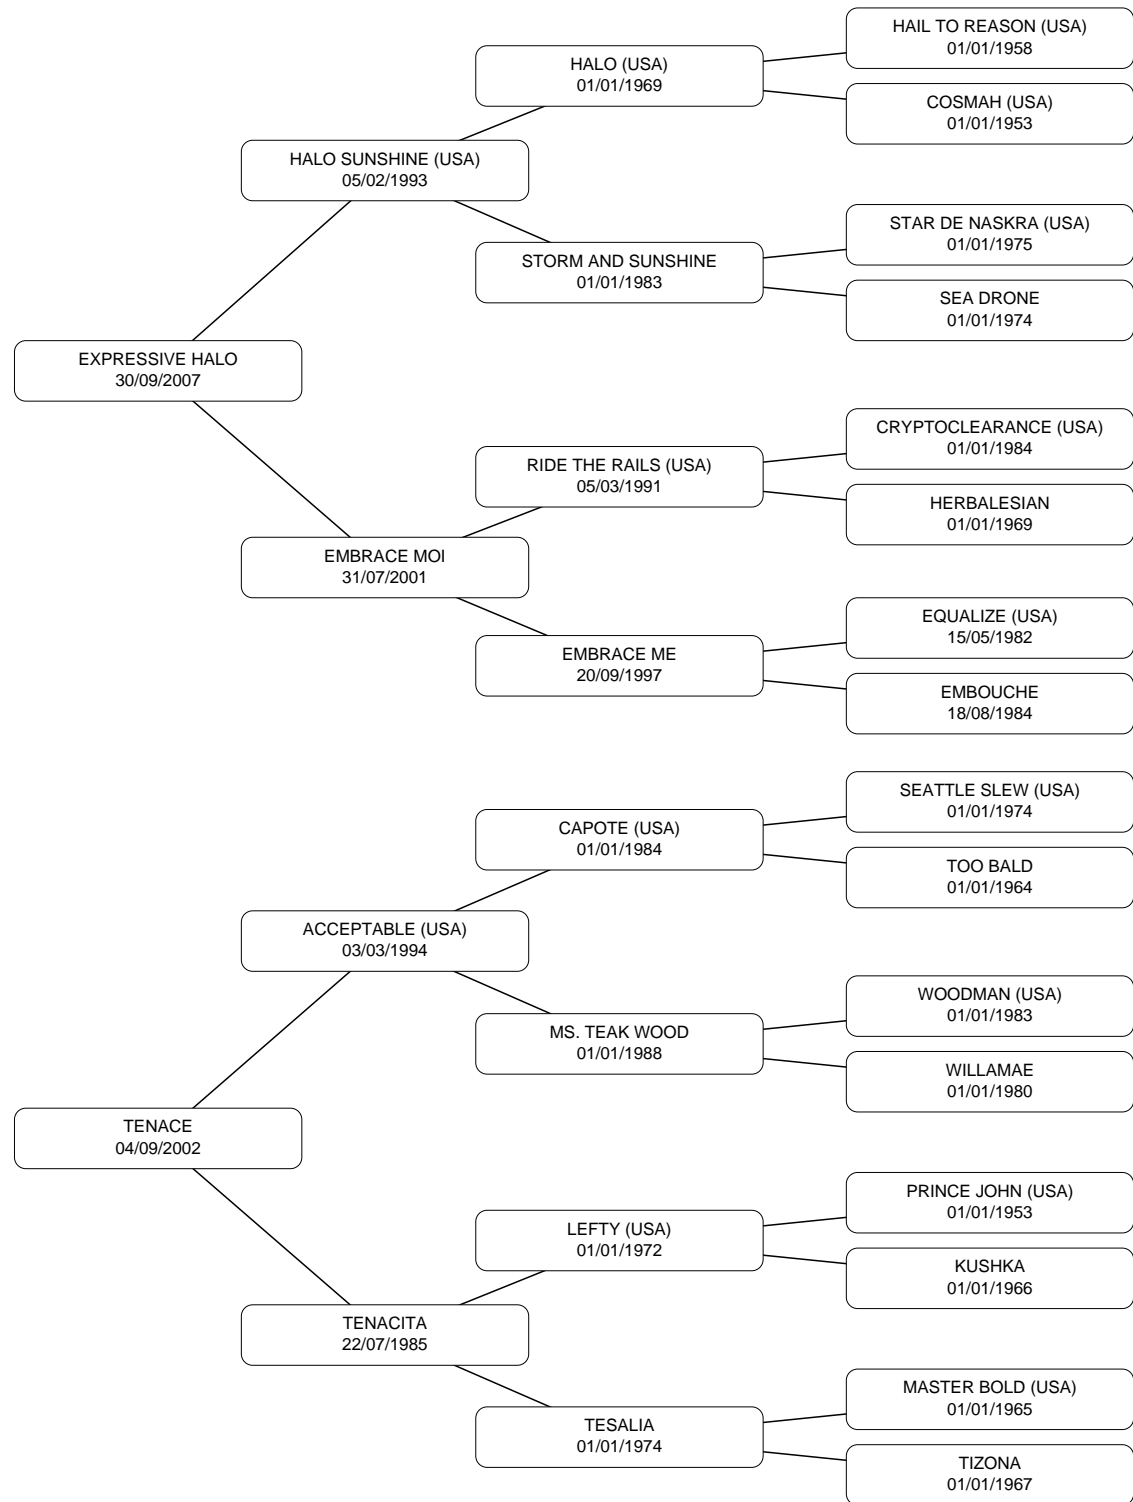 HAIL TO REASON (USA)
01/01/1958
HALO (USA)
01/01/1969
COSMAH (USA)
01/01/1953
HALO SUNSHINE (USA)
05/02/1993
STAR DE NASKRA (USA)
01/01/1975
STORM AND SUNSHINE
01/01/1983
SEA DRONE
01/01/1974
EXPRESSIVE HALO
30/09/2007
CRYPTOCLEARANCE (USA)
01/01/1984
RIDE THE RAILS (USA)
05/03/1991
HERBALESIAN
01/01/1969
EMBRACE MOI
31/07/2001
EQUALIZE (USA)
15/05/1982
EMBRACE ME
20/09/1997
EMBOUCHE
18/08/1984
SEATTLE SLEW (USA)
01/01/1974
CAPOTE (USA)
01/01/1984
TOO BALD
01/01/1964
ACCEPTABLE (USA)
03/03/1994
WOODMAN (USA)
01/01/1983
MS. TEAK WOOD
01/01/1988
WILLAMAE
01/01/1980
TENACE
04/09/2002
PRINCE JOHN (USA)
01/01/1953
LEFTY (USA)
01/01/1972
KUSHKA
01/01/1966
TENACITA
22/07/1985
MASTER BOLD (USA)
01/01/1965
TESALIA
01/01/1974
TIZONA
01/01/1967